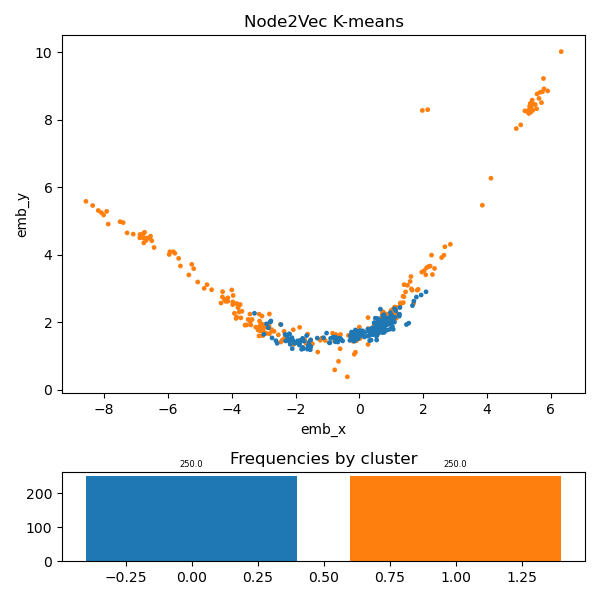 Node2Vec K-means
10
8
6
4
2
0
emb_y
−8 −6 −4 −2 0 2 4 6
emb_x
Frequencies by cluster
250.0 250.0
200
100
0
−0.25 0.00 0.25 0.50 0.75 1.00 1.25